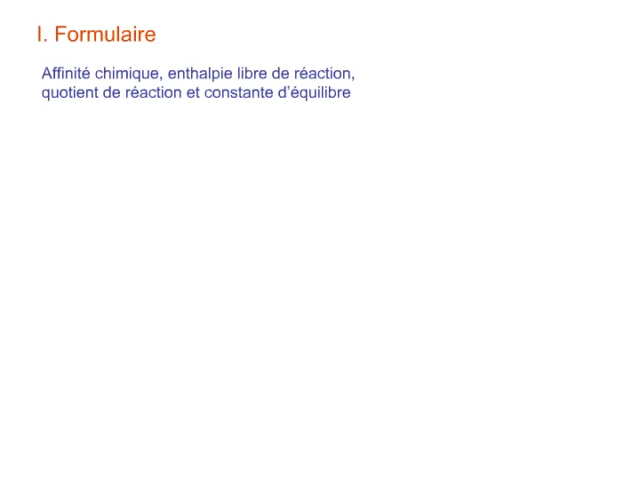 I. Formulaire
Affinité chimique, enthalpie libre de réaction,
quotient de réaction et constante d’équilibre